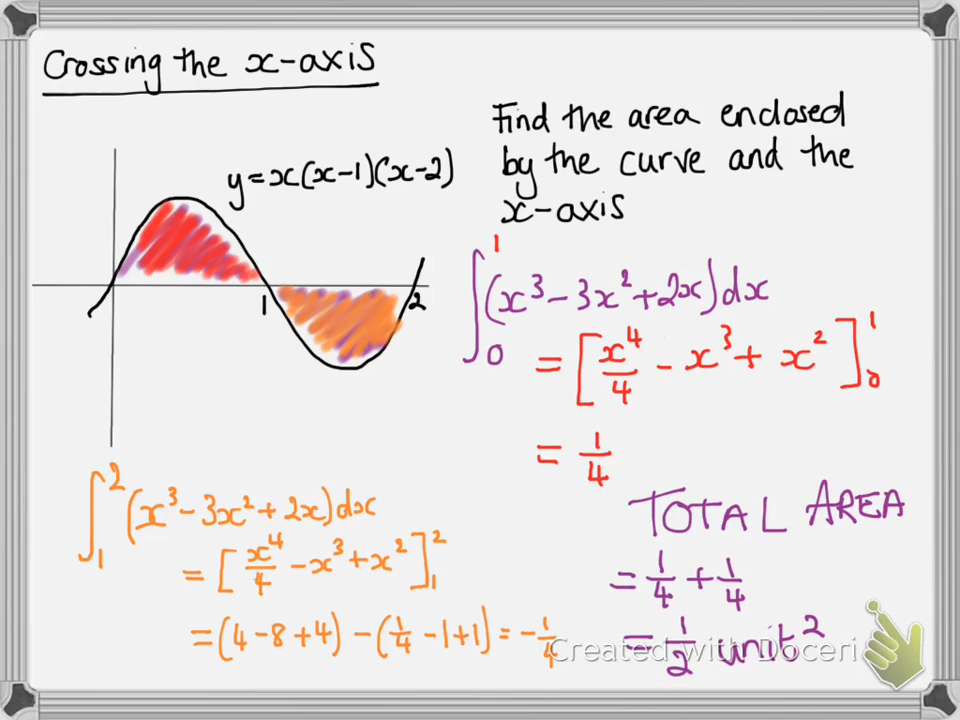 Crossing the x-axis
y=x(x-1)(x-2)
1
2
Find the area enclosed
by the curve and the
x-axis
∫₀¹ (x³ - 3x² + 2x) dx
= [x⁴/4 - x³ + x²]₀¹
= 1/4
∫₁² (x³ - 3x² + 2x) dx
= [x⁴/4 - x³ + x²]₁²
= (4 - 8 + 4) - (1/4 - 1 + 1) = -1/4
TOTAL AREA
= 1/4 + 1/4
= 1/2 unit²
Created with Doceri